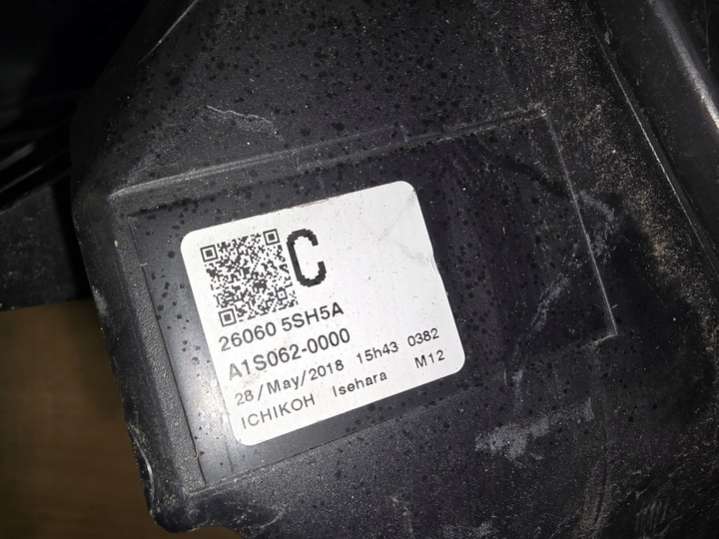 C
26060 5SH5A
A1S062-0000
28/May/2018 15h43 0382
ICHIKOH Isehara M12